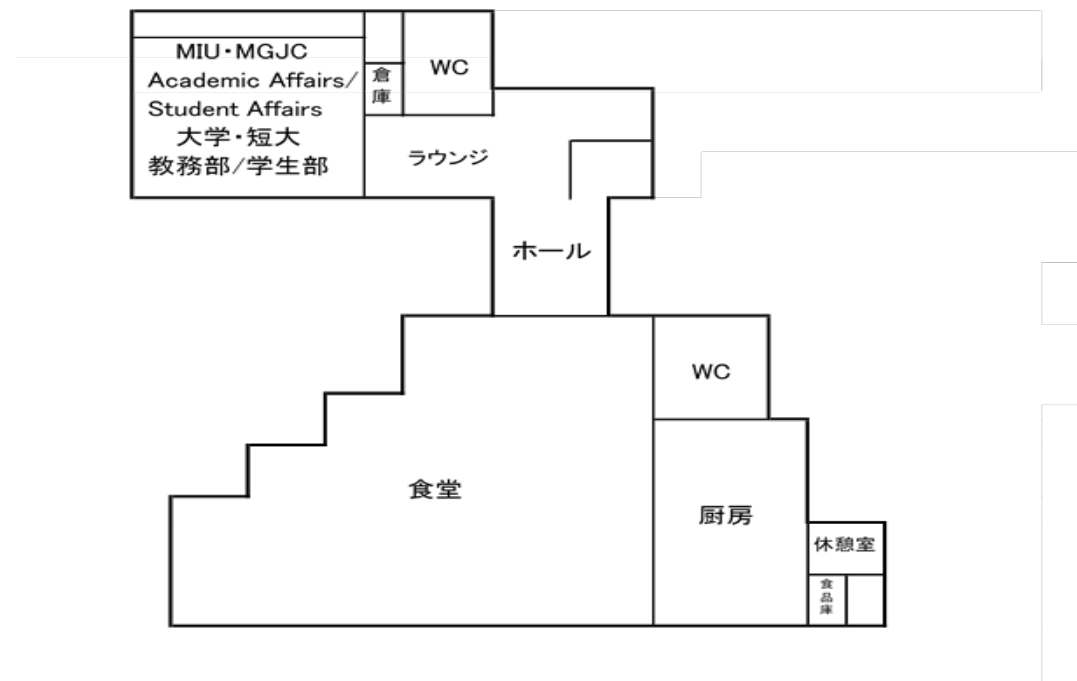 MIU・MGJC
Academic Affairs/
Student Affairs
大学・短大
教務部/学生部
倉庫
WC
ラウンジ
ホール
WC
食堂
厨房
休憩室
食品庫